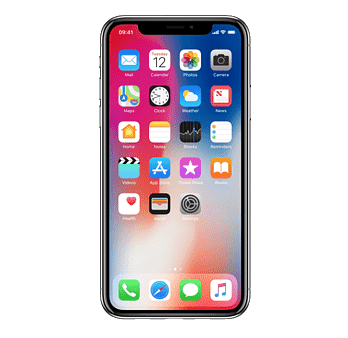 09:41
Tuesday
12
Mail Calendar Photos Camera
Maps Clock Weather News
Home Notes Stocks Reminders
Videos App Store iTunes Store Books
Health Wallet Settings